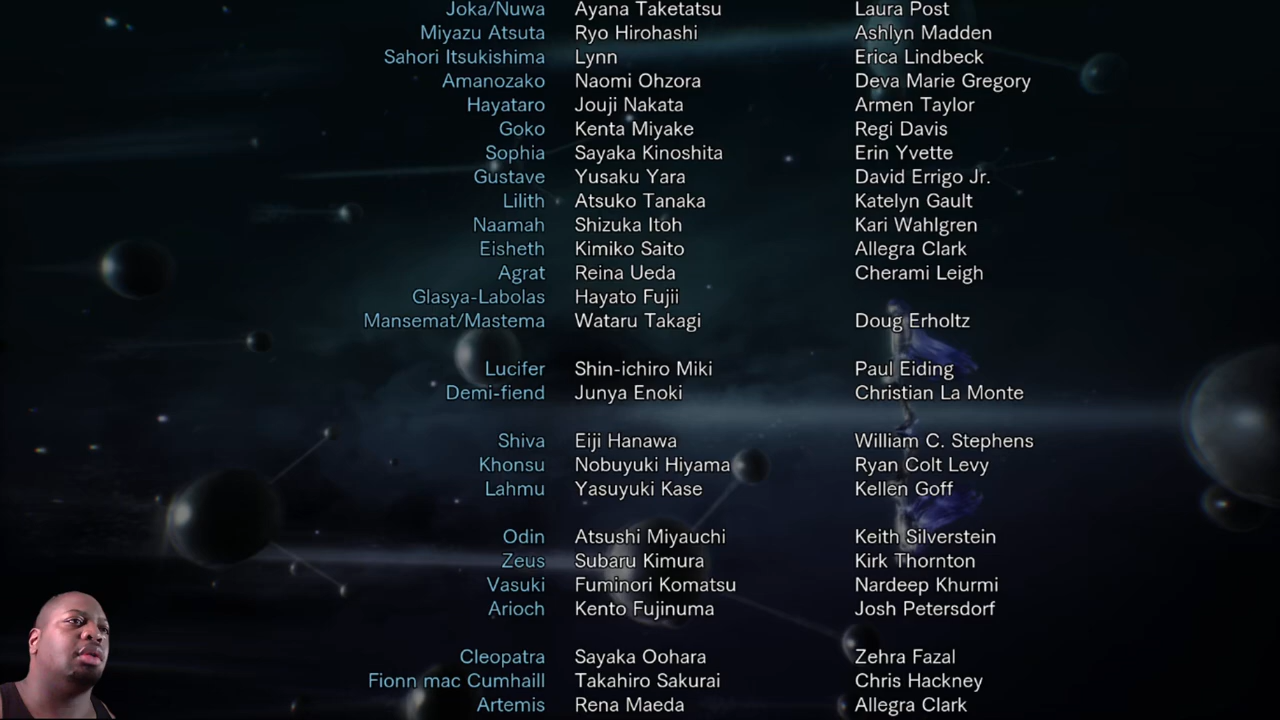 Joka/Nuwa Ayana Taketatsu Laura Post
Miyazu Atsuta Ryo Hirohashi Ashlyn Madden
Sahori Itsukishima Lynn Erica Lindbeck
Amanozako Naomi Ohzora Deva Marie Gregory
Hayataro Jouji Nakata Armen Taylor
Goko Kenta Miyake Regi Davis
Sophia Sayaka Kinoshita Erin Yvette
Gustave Yusaku Yara David Errigo Jr.
Lilith Atsuko Tanaka Katelyn Gault
Naamah Shizuka Itoh Kari Wahlgren
Eisheth Kimiko Saito Allegra Clark
Agrat Reina Ueda Cherami Leigh
Glasya-Labolas Hayato Fujii
Mansemat/Mastema Wataru Takagi Doug Erholtz
Lucifer Shin-ichiro Miki Paul Eiding
Demi-fiend Junya Enoki Christian La Monte
Shiva Eiji Hanawa William C. Stephens
Khonsu Nobuyuki Hiyama Ryan Colt Levy
Lahmu Yasuyuki Kase Kellen Goff
Odin Atsushi Miyauchi Keith Silverstein
Zeus Subaru Kimura Kirk Thornton
Vasuki Fuminori Komatsu Nardeep Khurmi
Arioch Kento Fujinuma Josh Petersdorf
Cleopatra Sayaka Oohara Zehra Fazal
Fionn mac Cumhaill Takahiro Sakurai Chris Hackney
Artemis Rena Maeda Allegra Clark